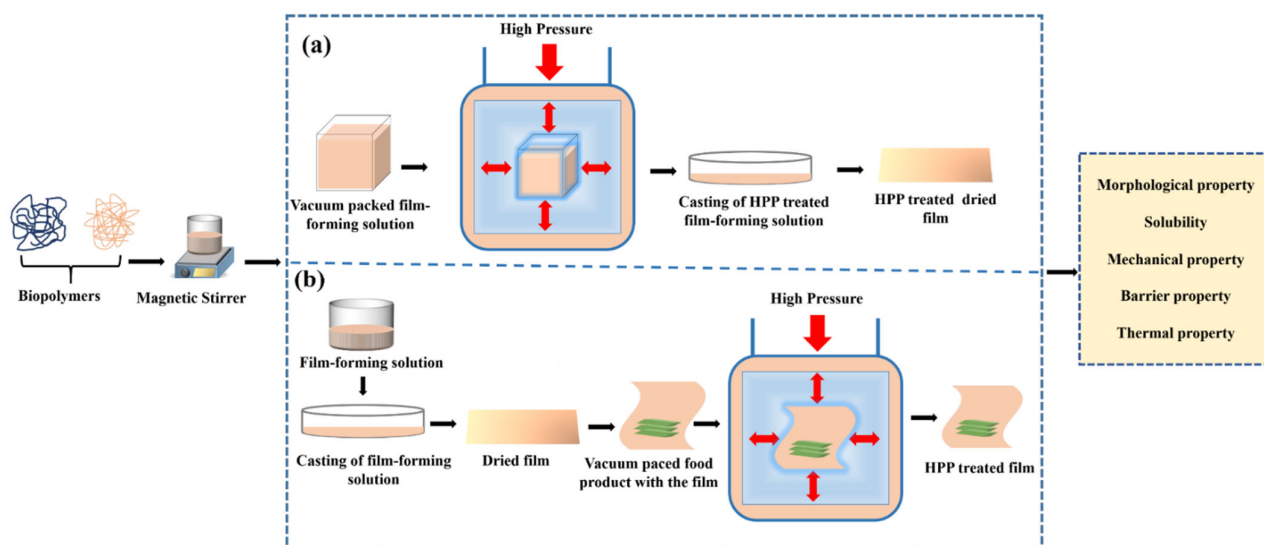 Biopolymers
Magnetic Stirrer
(a)
High Pressure
Vacuum packed film-
forming solution
Casting of HPP treated
film-forming solution
HPP treated dried
film
(b)
Film-forming solution
Casting of film-forming
solution
Dried film
Vacuum paced food
product with the film
High Pressure
HPP treated film
Morphological property
Solubility
Mechanical property
Barrier property
Thermal property